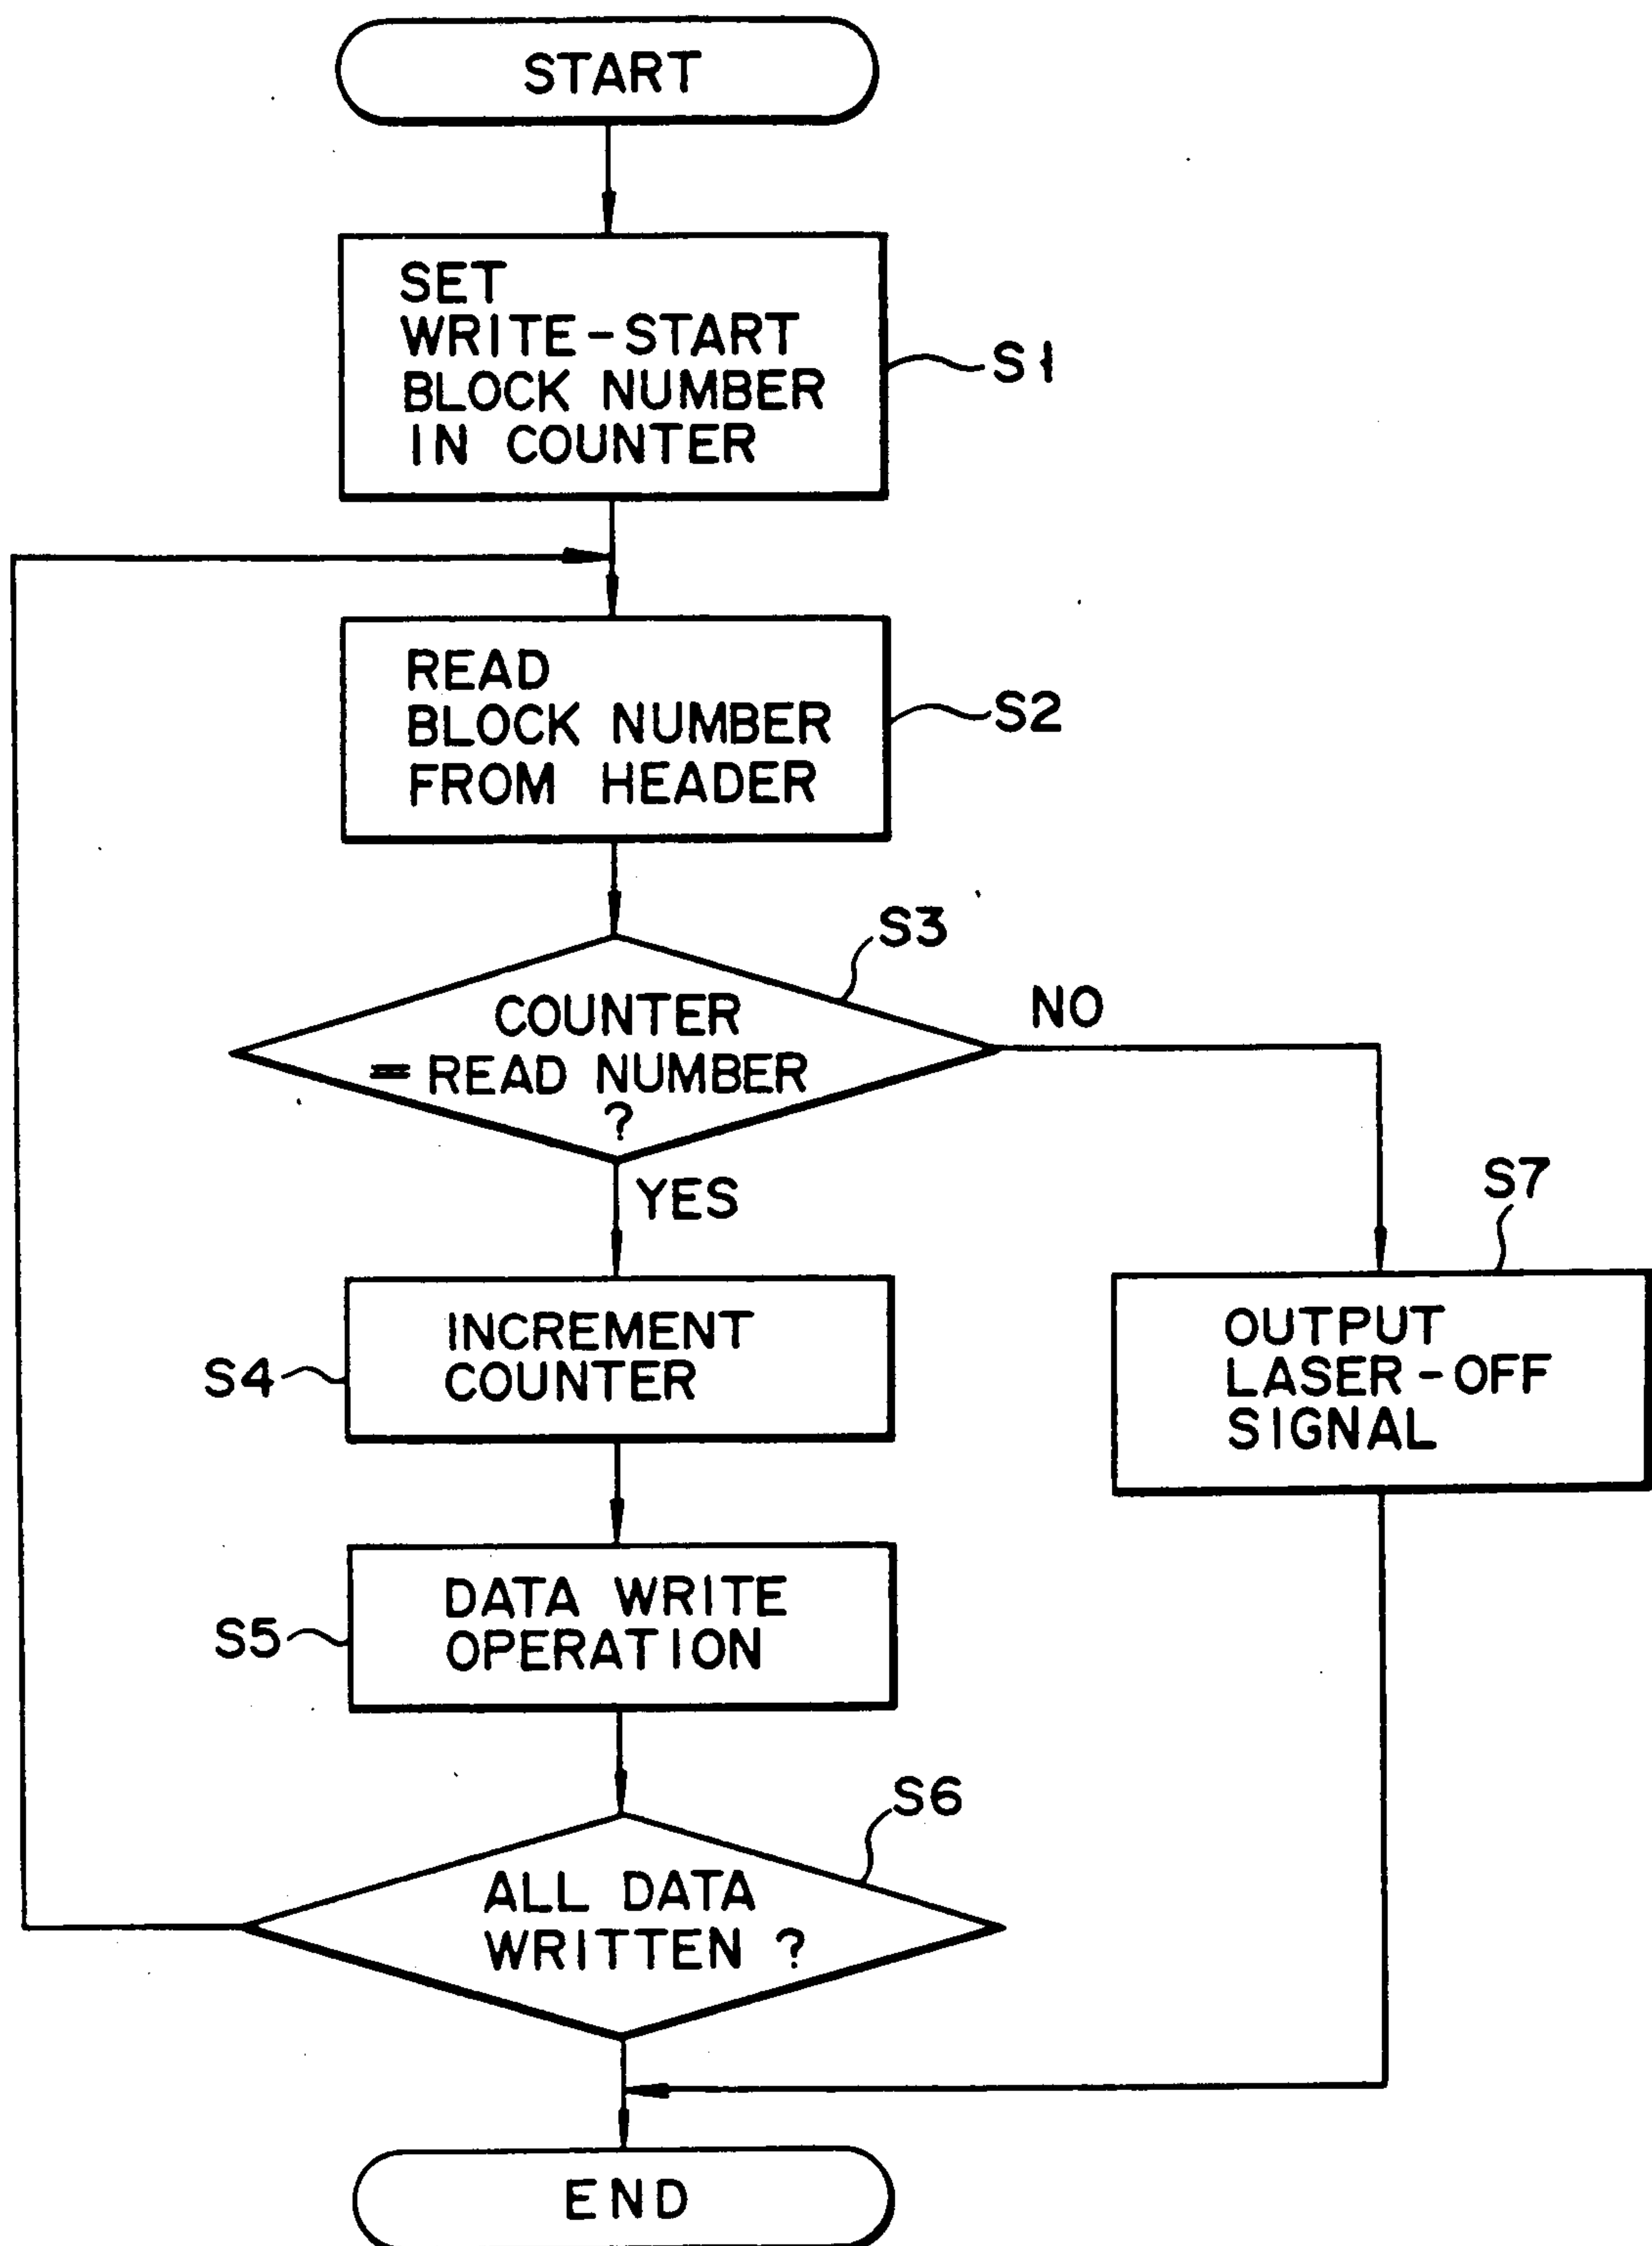 START
SET
WRITE-START
BLOCK NUMBER
IN COUNTER
S1
READ
BLOCK NUMBER
FROM HEADER
S2
S3
COUNTER
= READ NUMBER
?
NO
YES
S7
INCREMENT
COUNTER
S4
OUTPUT
LASER-OFF
SIGNAL
DATA WRITE
OPERATION
S5
S6
ALL DATA
WRITTEN ?
END